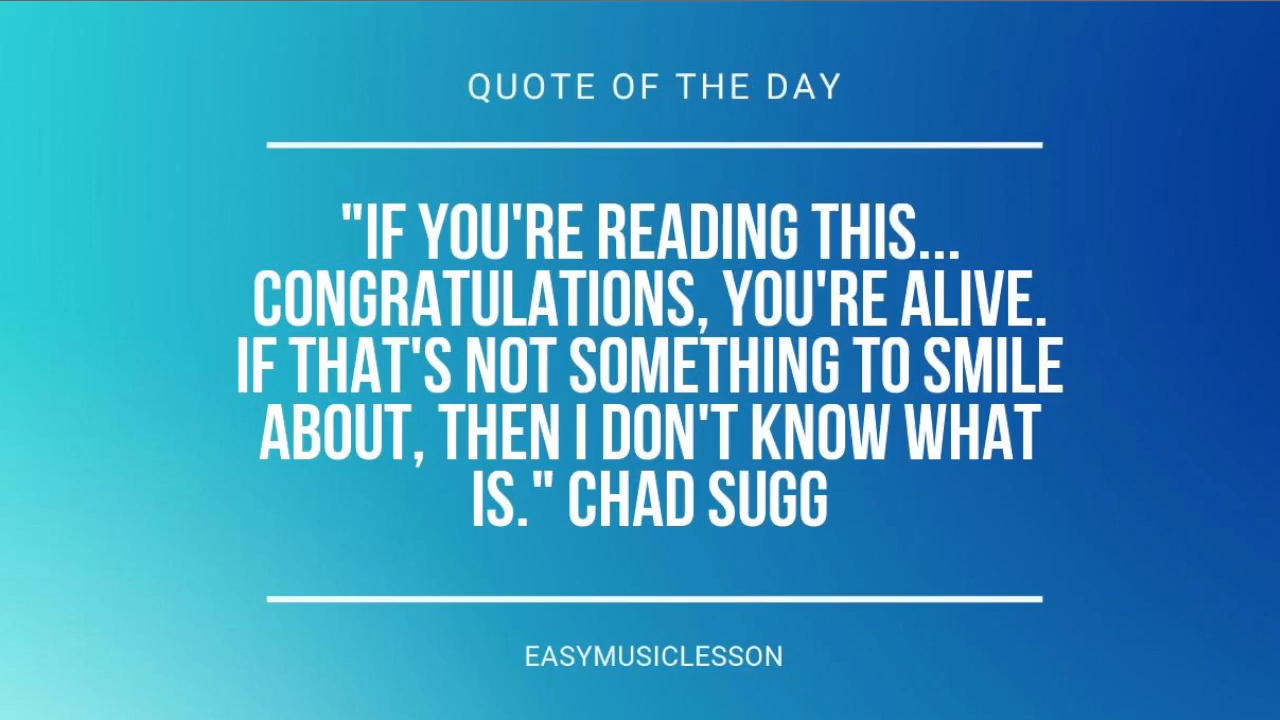 QUOTE OF THE DAY
"IF YOU'RE READING THIS...
CONGRATULATIONS, YOU'RE ALIVE.
IF THAT'S NOT SOMETHING TO SMILE
ABOUT, THEN I DON'T KNOW WHAT
IS." CHAD SUGG
EASYMUSICLESSON